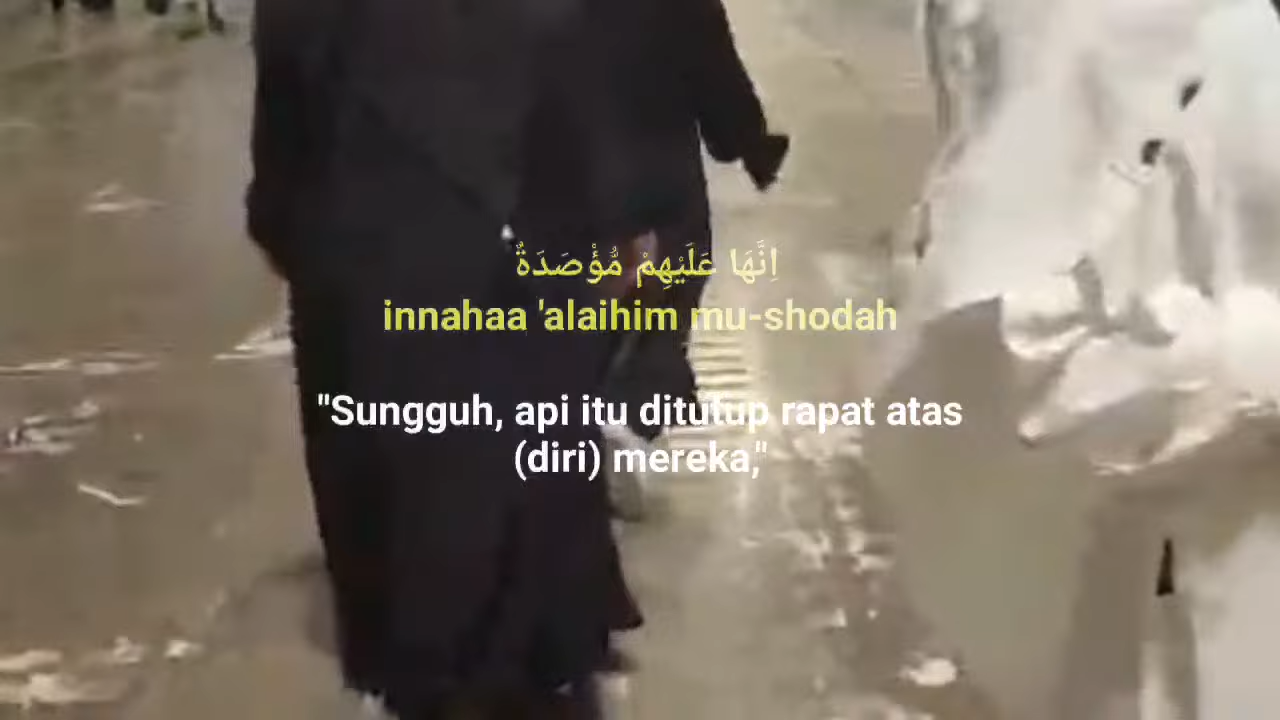 اِنَّهَا عَلَيْهِمْ مُّؤْصَدَةٌ
innahaa 'alaihim mu-shodah
"Sungguh, api itu ditutup rapat atas
(diri) mereka,"